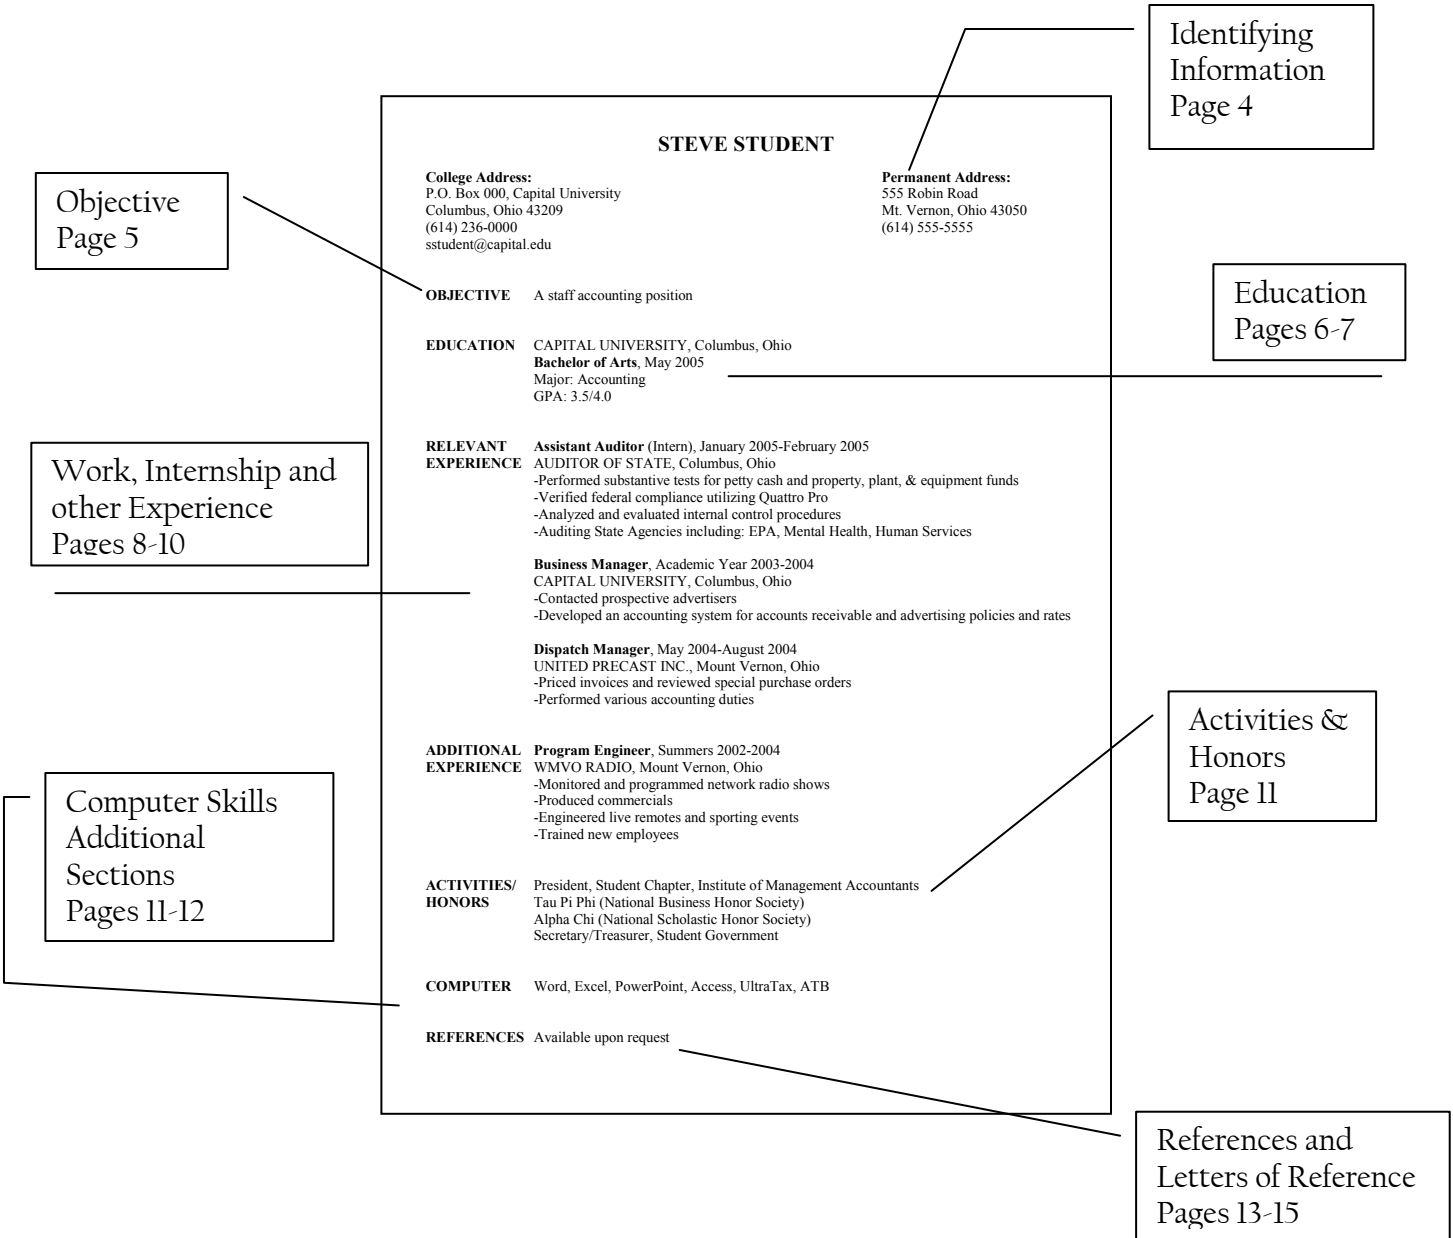 Identifying
Information
Page 4
STEVE STUDENT
College Address:
P.O. Box 000, Capital University
Columbus, Ohio 43209
(614) 236-0000
sstudent@capital.edu
Permanent Address:
555 Robin Road
Mt. Vernon, Ohio 43050
(614) 555-5555
Objective
Page 5
OBJECTIVE A staff accounting position
Education
Pages 6-7
EDUCATION CAPITAL UNIVERSITY, Columbus, Ohio
Bachelor of Arts, May 2005
Major: Accounting
GPA: 3.5/4.0
Work, Internship and
other Experience
Pages 8-10
RELEVANT Assistant Auditor (Intern), January 2005-February 2005
EXPERIENCE AUDITOR OF STATE, Columbus, Ohio
-Performed substantive tests for petty cash and property, plant, & equipment funds
-Verified federal compliance utilizing Quattro Pro
-Analyzed and evaluated internal control procedures
-Auditing State Agencies including: EPA, Mental Health, Human Services
Business Manager, Academic Year 2003-2004
CAPITAL UNIVERSITY, Columbus, Ohio
-Contacted prospective advertisers
-Developed an accounting system for accounts receivable and advertising policies and rates
Dispatch Manager, May 2004-August 2004
UNITED PRECAST INC., Mount Vernon, Ohio
-Priced invoices and reviewed special purchase orders
-Performed various accounting duties
Activities &
Honors
Page 11
ADDITIONAL Program Engineer, Summers 2002-2004
EXPERIENCE WMVO RADIO, Mount Vernon, Ohio
-Monitored and programmed network radio shows
-Produced commercials
-Engineered live remotes and sporting events
-Trained new employees
Computer Skills
Additional
Sections
Pages 11-12
ACTIVITIES/ President, Student Chapter, Institute of Management Accountants
HONORS Tau Pi Phi (National Business Honor Society)
Alpha Chi (National Scholastic Honor Society)
Secretary/Treasurer, Student Government
COMPUTER Word, Excel, PowerPoint, Access, UltraTax, ATB
REFERENCES Available upon request
References and
Letters of Reference
Pages 13-15